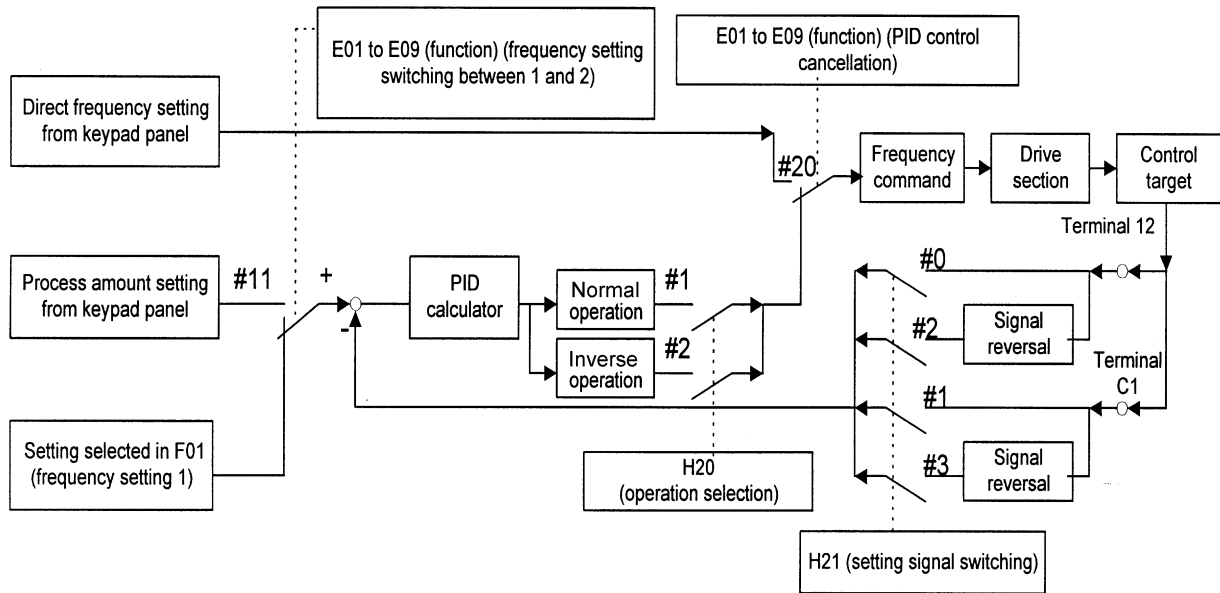 E01 to E09 (function) (frequency setting
switching between 1 and 2)
E01 to E09 (function) (PID control
cancellation)
Direct frequency setting
from keypad panel
#20
Frequency
command
Drive
section
Control
target
Terminal 12
Process amount setting
from keypad panel
#11
+
-
PID
calculator
Normal
operation
#1
Inverse
operation
#2
#0
#2
Signal
reversal
Terminal
C1
#1
#3
Signal
reversal
Setting selected in F01
(frequency setting 1)
H20
(operation selection)
H21 (setting signal switching)